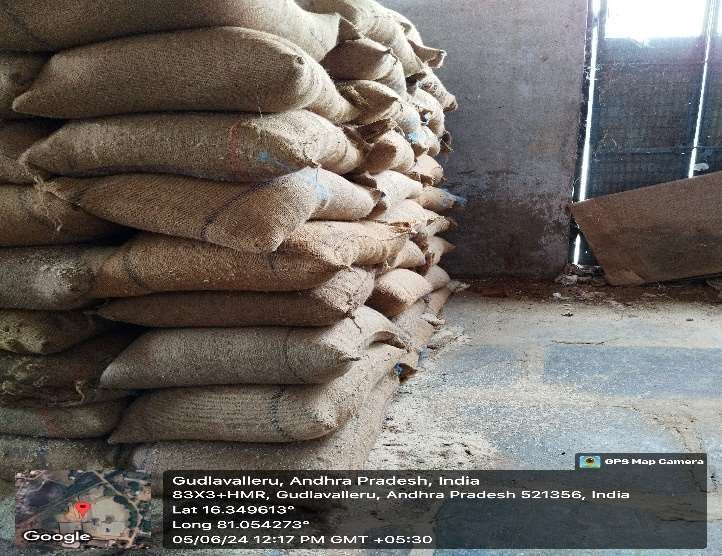 GPS Map Camera
Gudlavalleru, Andhra Pradesh, India
83X3+HMR, Gudlavalleru, Andhra Pradesh 521356, India
Lat 16.349613°
Long 81.054273°
05/06/24 12:17 PM GMT +05:30
Google